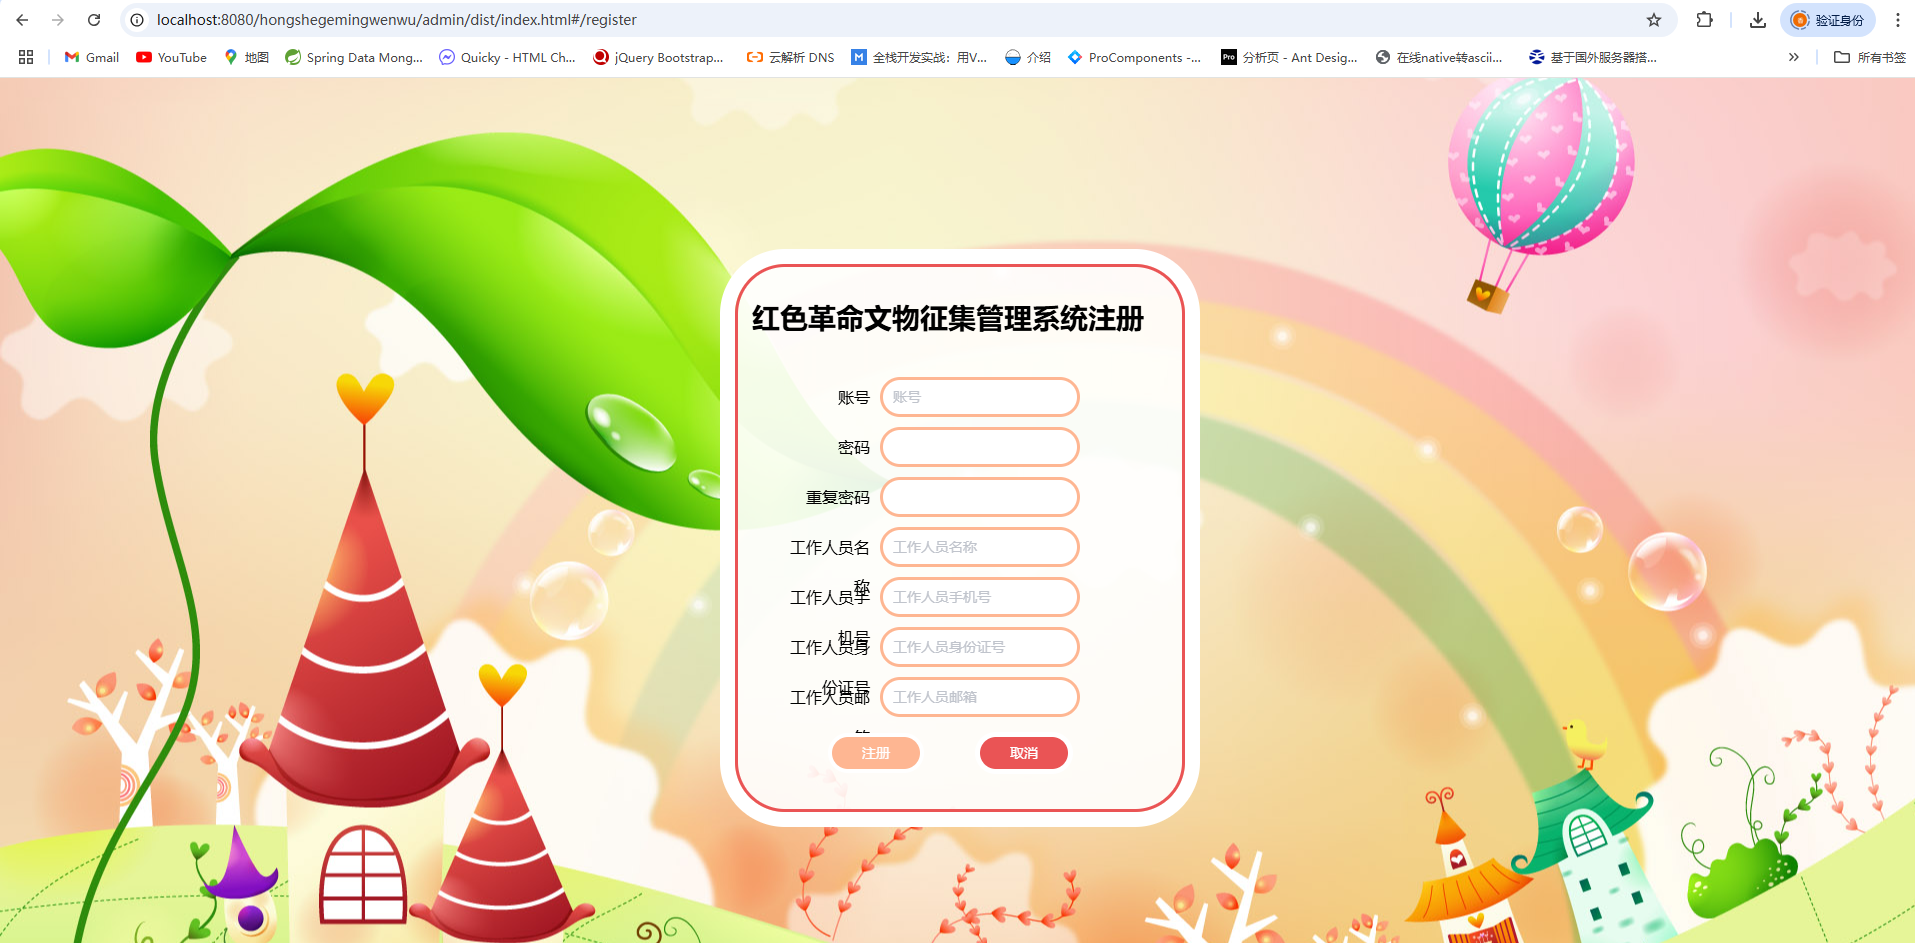 localhost:8080/hongshegemingwenwu/admin/dist/index.html#/register
验证身份
Gmail
YouTube
地图
Spring Data Mong...
Quicky - HTML Ch...
jQuery Bootstrap...
云解析 DNS
全栈开发实战：用V...
介绍
ProComponents -...
Pro
分析页 - Ant Desig...
在线native转ascii...
基于国外服务器搭...
所有书签
红色革命文物征集管理系统注册
账号
账号
密码
重复密码
工作人员名
称
工作人员名称
工作人员手
机号
工作人员手机号
工作人员身
份证号
工作人员身份证号
工作人员邮
工作人员邮箱
注册
取消